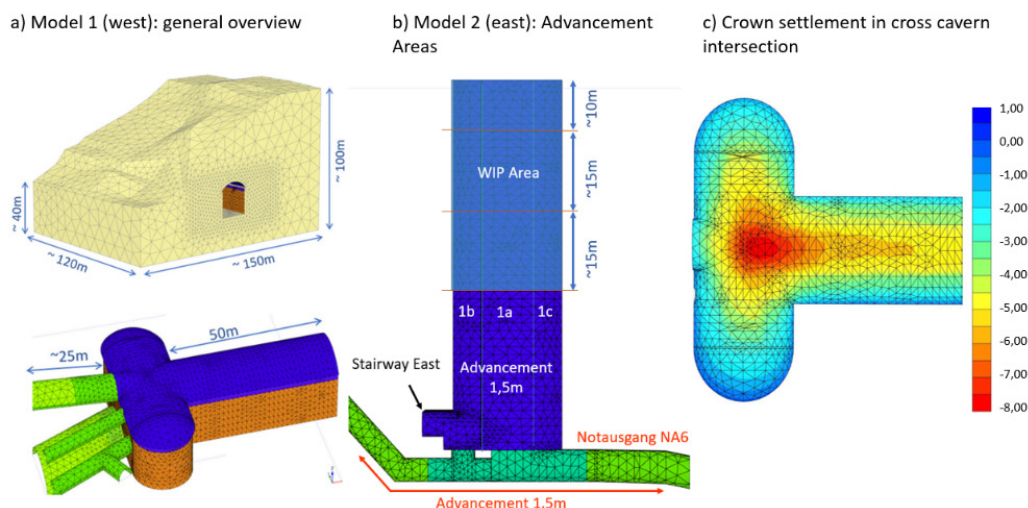 a) Model 1 (west): general overview
~ 40m
~ 120m
~ 150m
~ 100m
~25m
50m
b) Model 2 (east): Advancement
Areas
~10m
WIP Area
~15m
~15m
1b
1a
1c
Stairway East
Advancement
1,5m
Notausgang NA6
Advancement 1,5m
c) Crown settlement in cross cavern
intersection
1,00
0,00
-1,00
-2,00
-3,00
-4,00
-5,00
-6,00
-7,00
-8,00